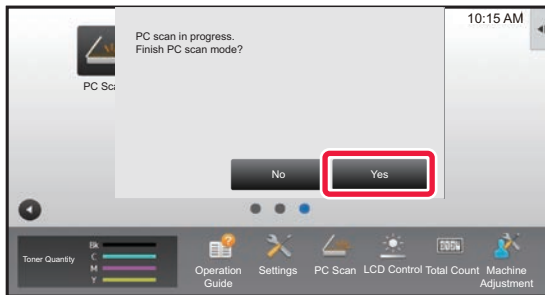 10:15 AM
PC scan in progress.
Finish PC scan mode?
PC Sca
No
Yes
Toner Quantity
Bk
C
M
Y
Operation
Guide
Settings
PC Scan
LCD Control
Total Count
Machine
Adjustment